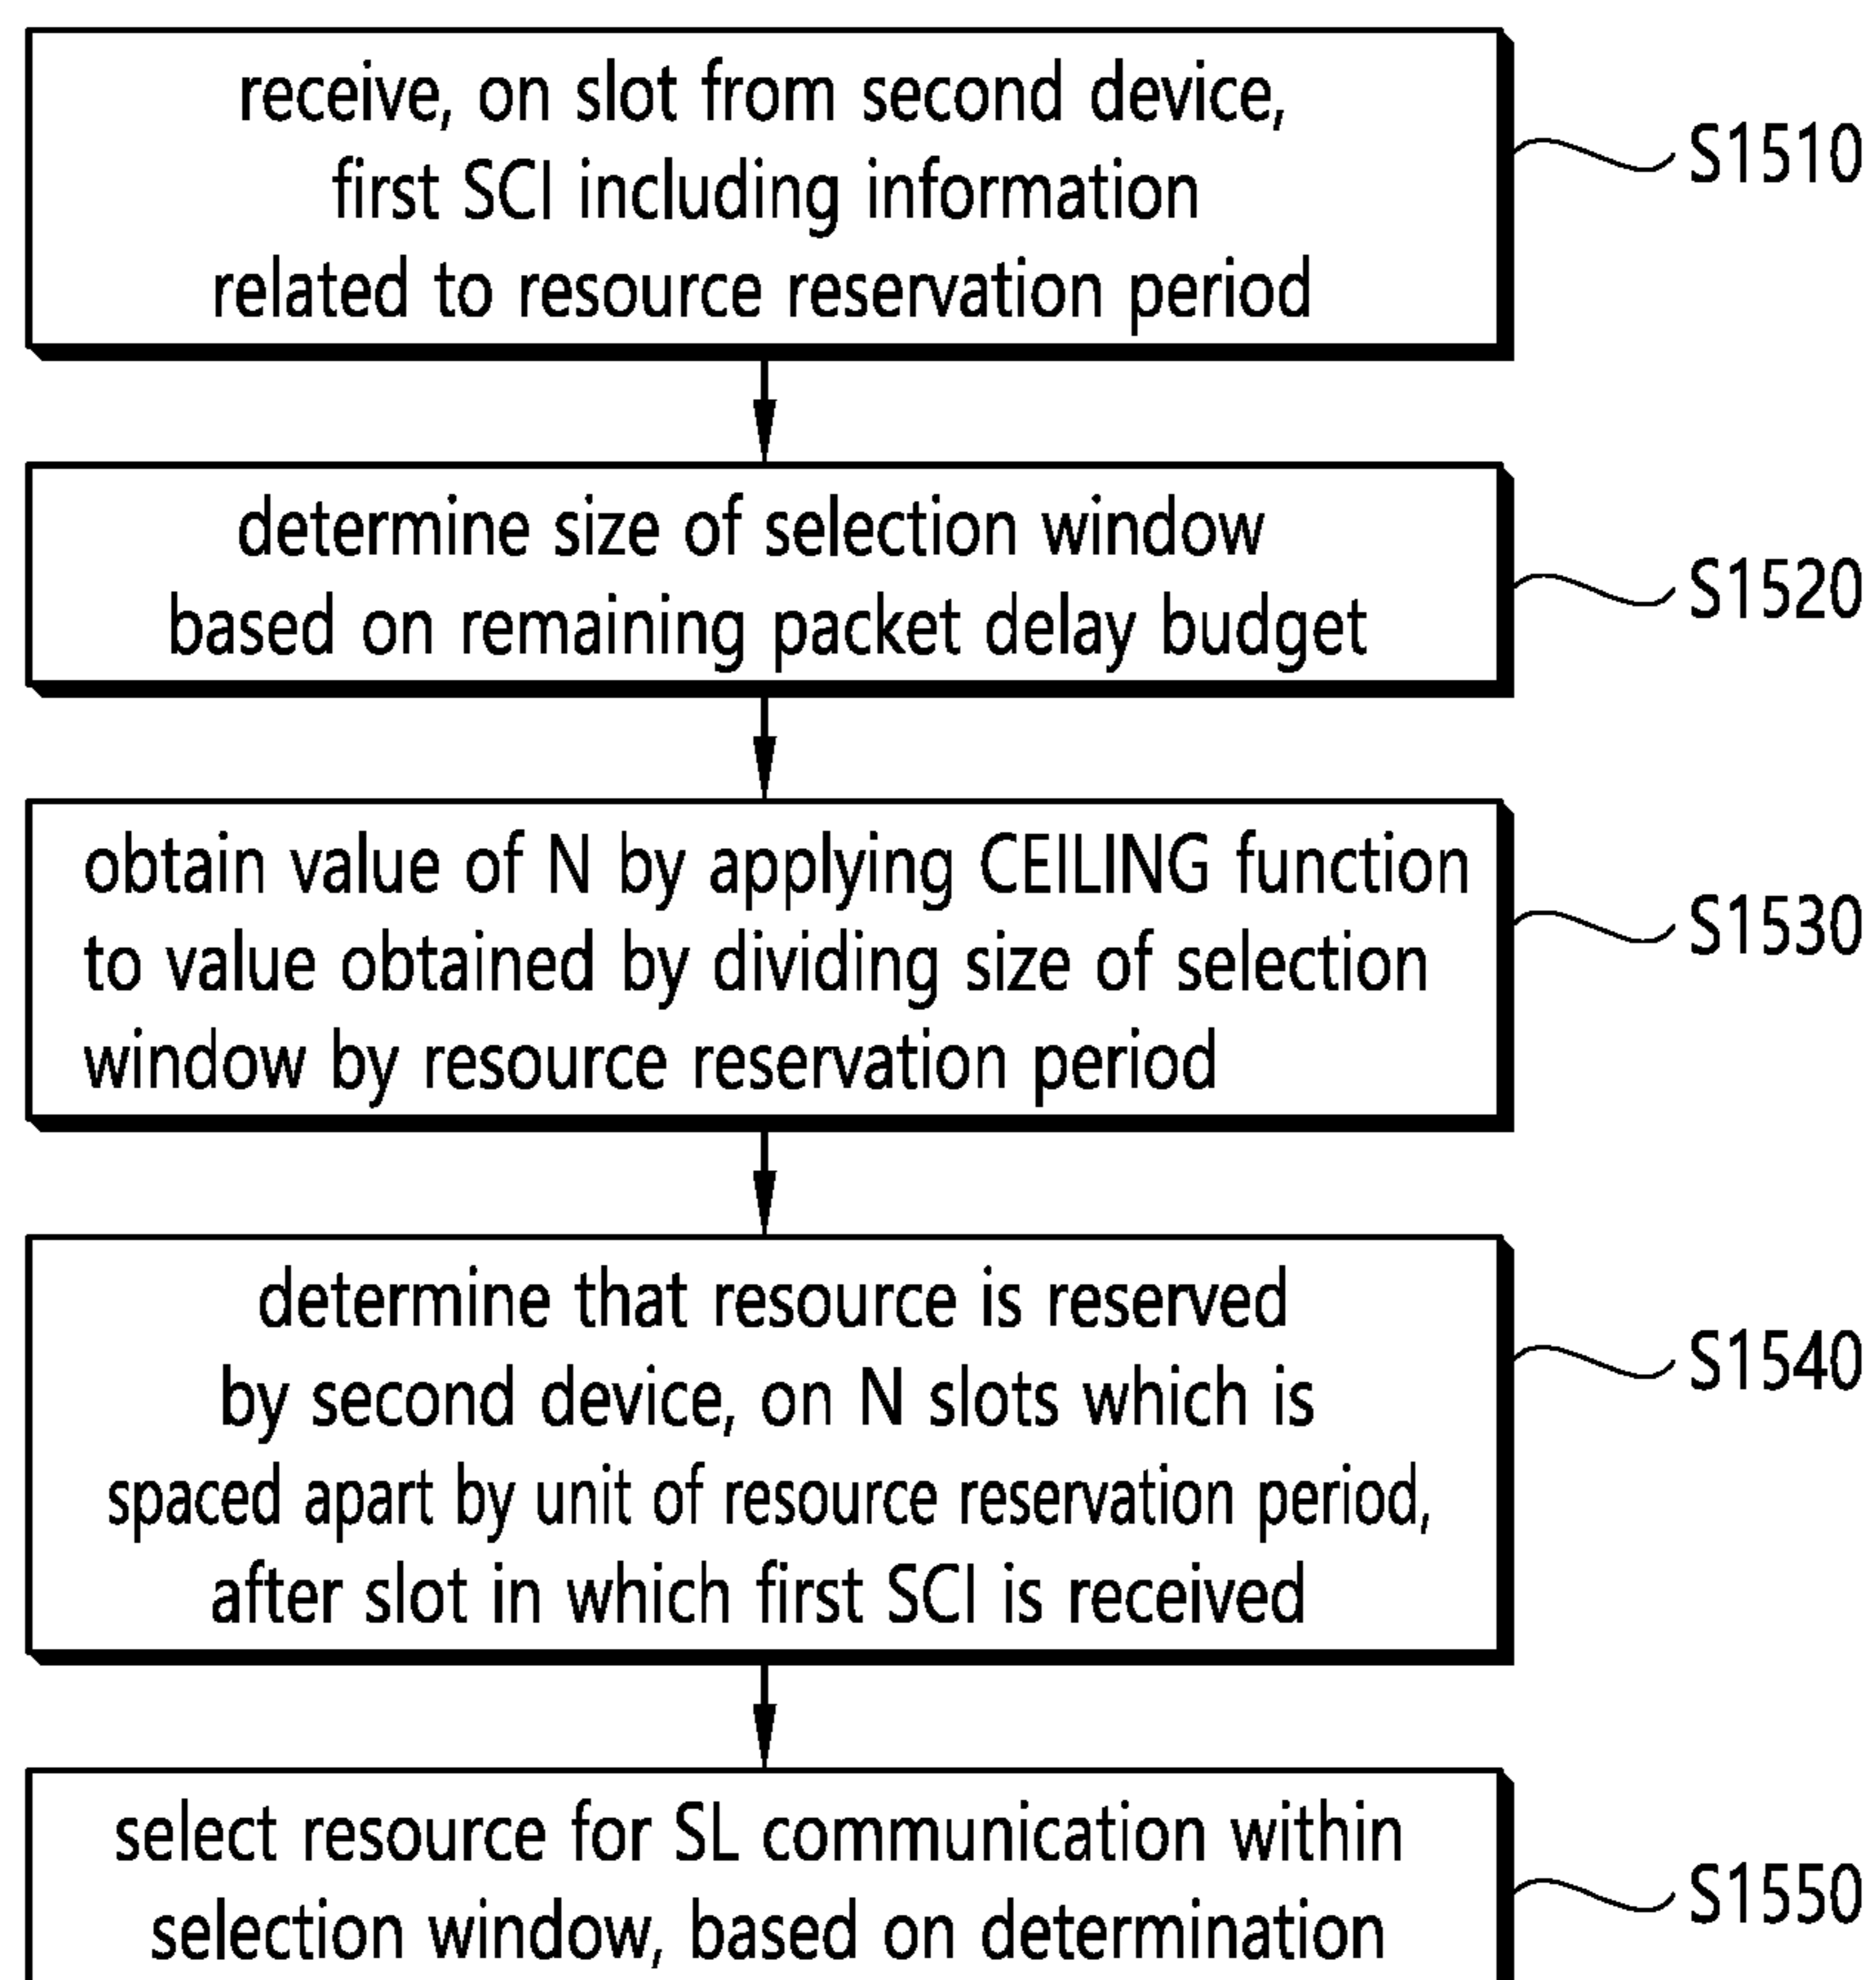 receive, on slot from second device,
first SCI including information
related to resource reservation period
S1510
determine size of selection window
based on remaining packet delay budget
S1520
obtain value of N by applying CEILING function
to value obtained by dividing size of selection
window by resource reservation period
S1530
determine that resource is reserved
by second device, on N slots which is
spaced apart by unit of resource reservation period,
after slot in which first SCI is received
S1540
select resource for SL communication within
selection window, based on determination
S1550